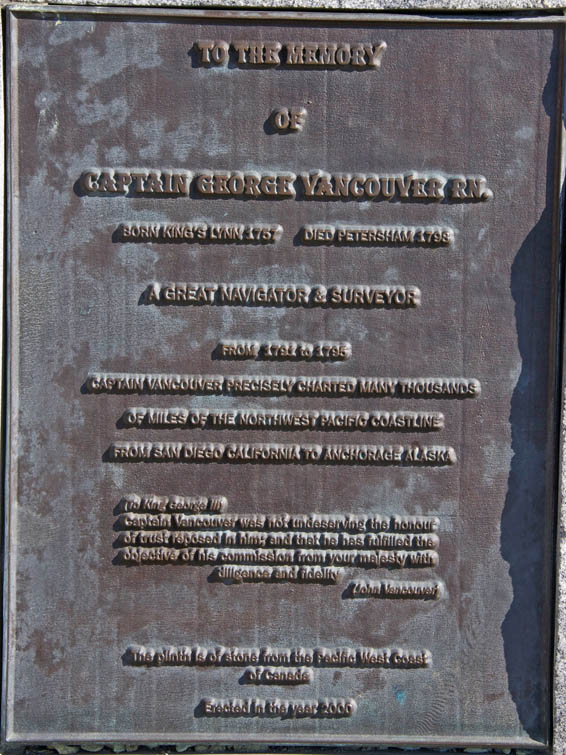 TO THE MEMORY
OF
CAPTAIN GEORGE VANCOUVER RN.
BORN KING'S LYNN 1757 DIED PETERSHAM 1798
A GREAT NAVIGATOR & SURVEYOR
FROM 1791 to 1795
CAPTAIN VANCOUVER PRECISELY CHARTED MANY THOUSANDS
OF MILES OF THE NORTHWEST PACIFIC COASTLINE
FROM SAN DIEGO CALIFORNIA TO ANCHORAGE ALASKA
(To King George III)
Captain Vancouver was not undeserving the honour
of trust reposed in him; and that he has fulfilled the
objective of his commission from your majesty with
diligence and fidelity
(John Vancouver)
The plinth is of stone from the Pacific West Coast
of Canada
Erected in the year 2000